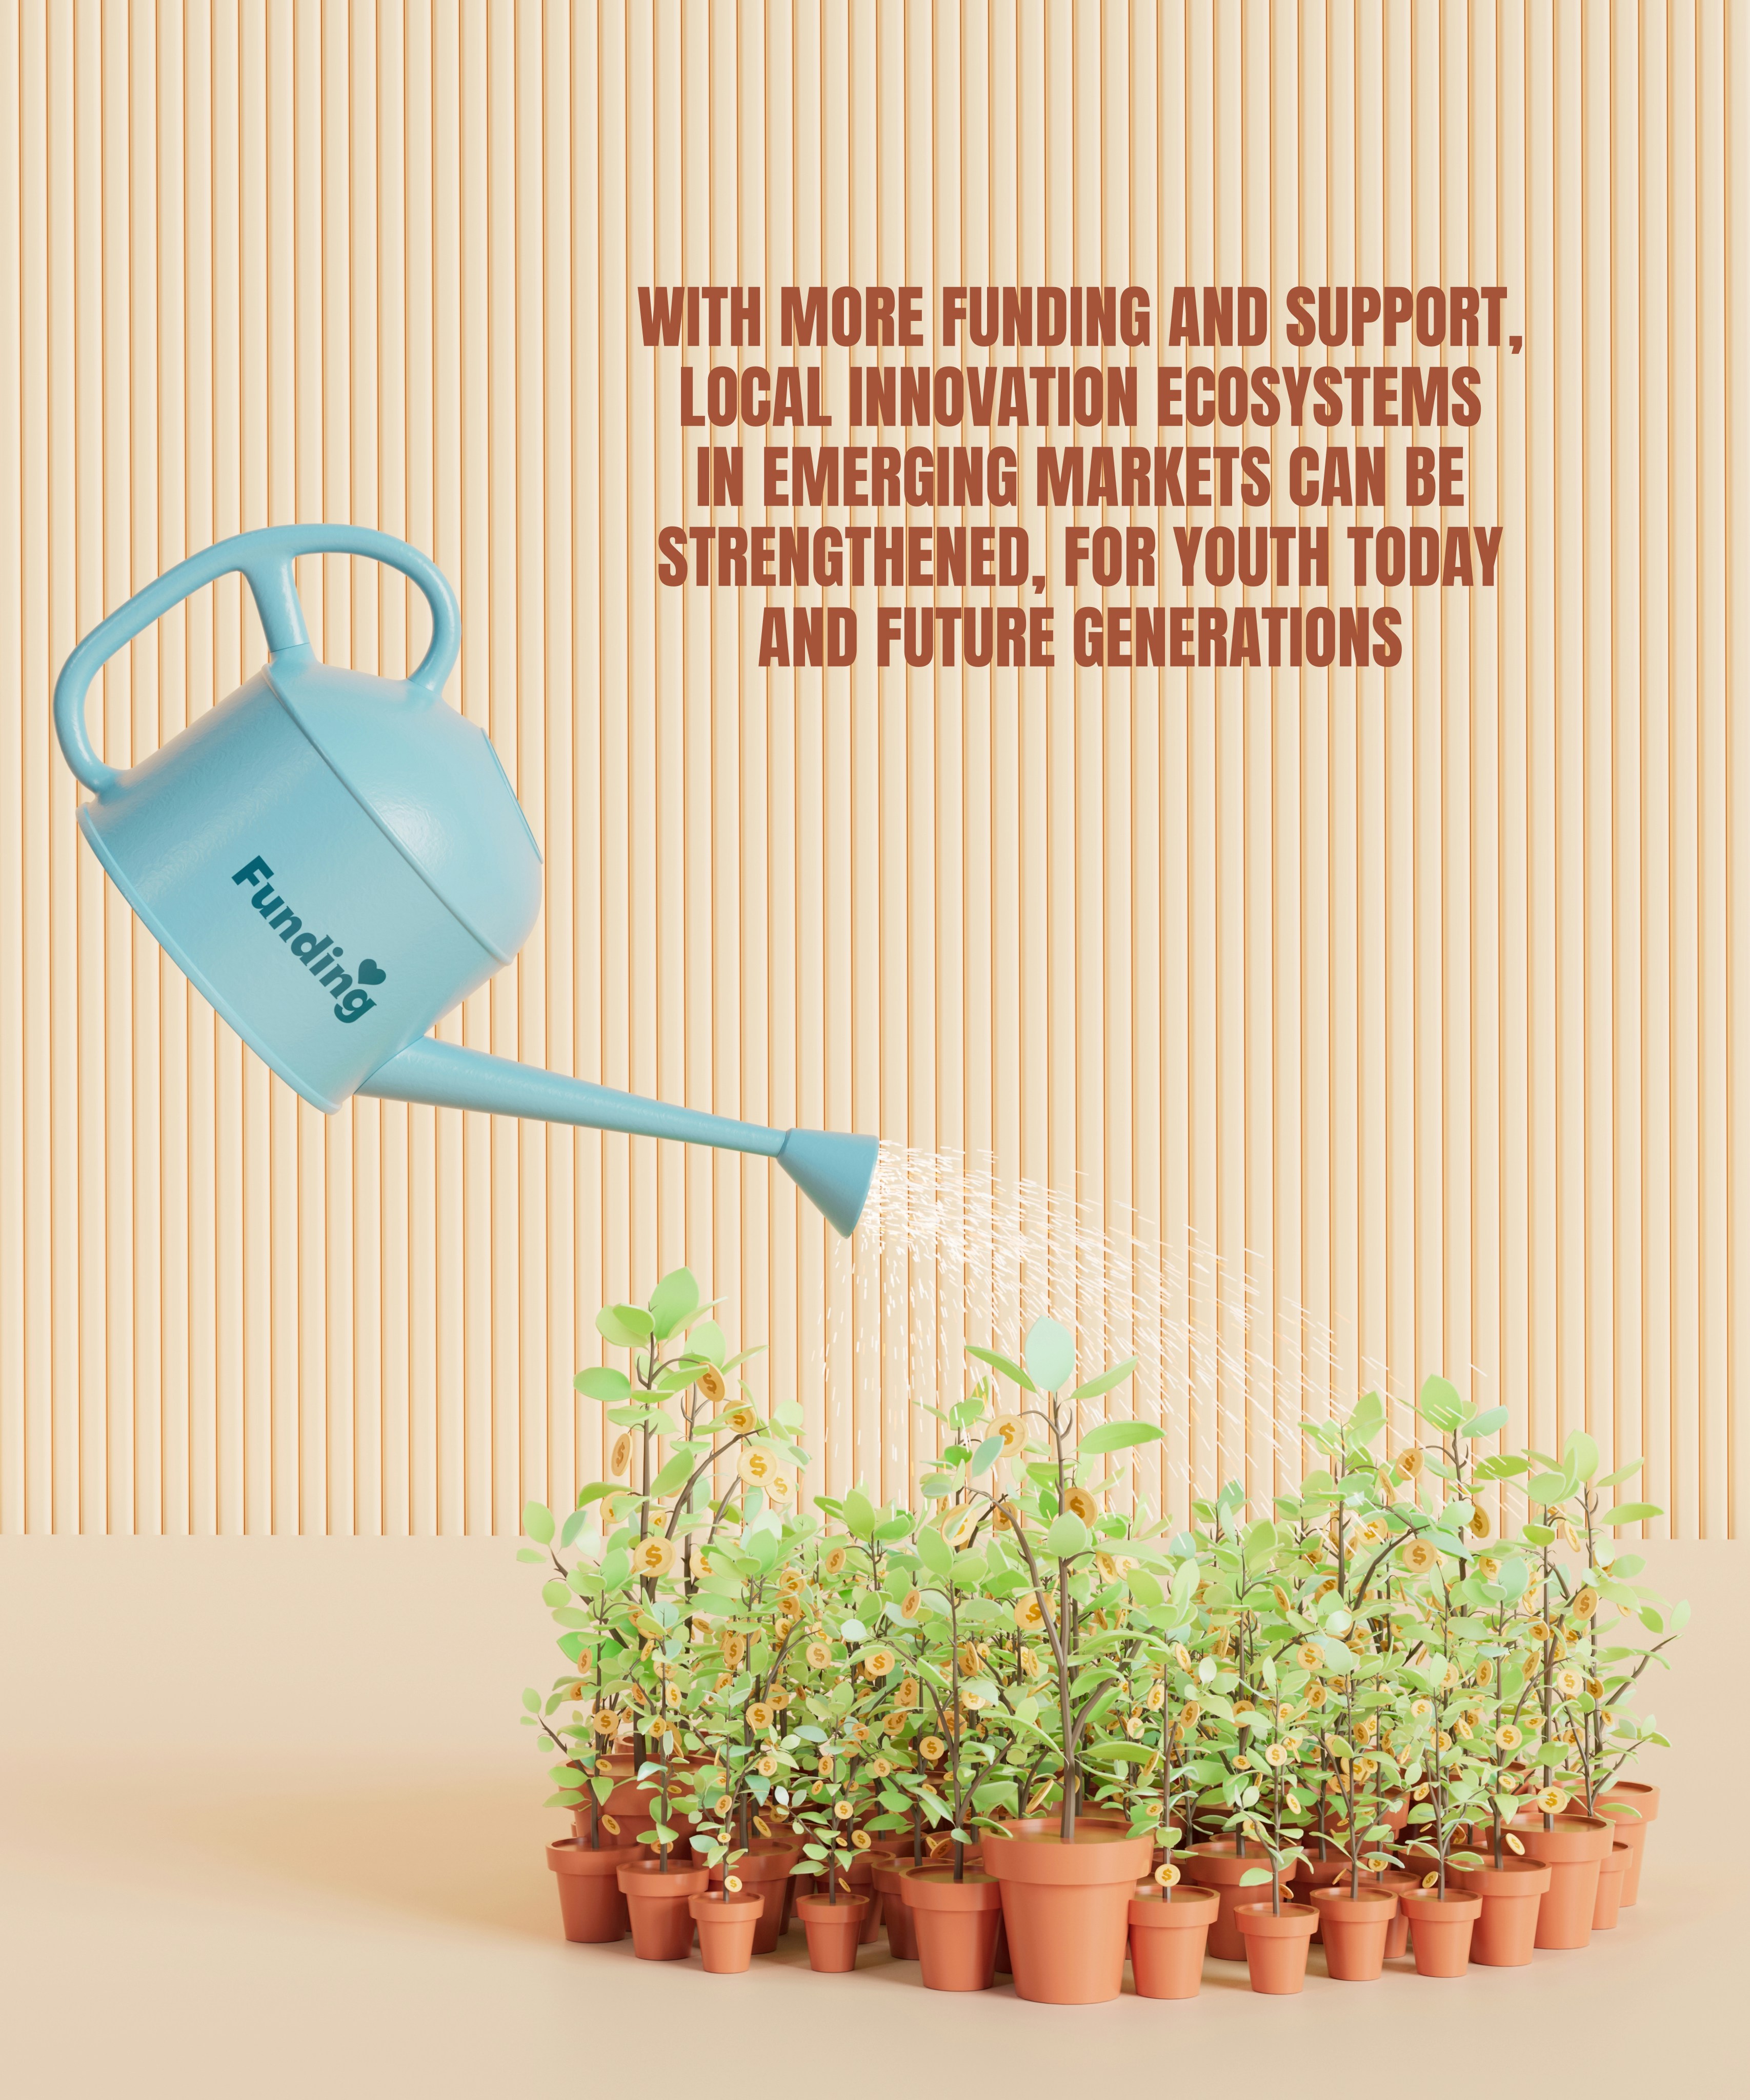 WITH MORE FUNDING AND SUPPORT,
LOCAL INNOVATION ECOSYSTEMS
IN EMERGING MARKETS CAN BE
STRENGTHENED, FOR YOUTH TODAY
AND FUTURE GENERATIONS
Funding